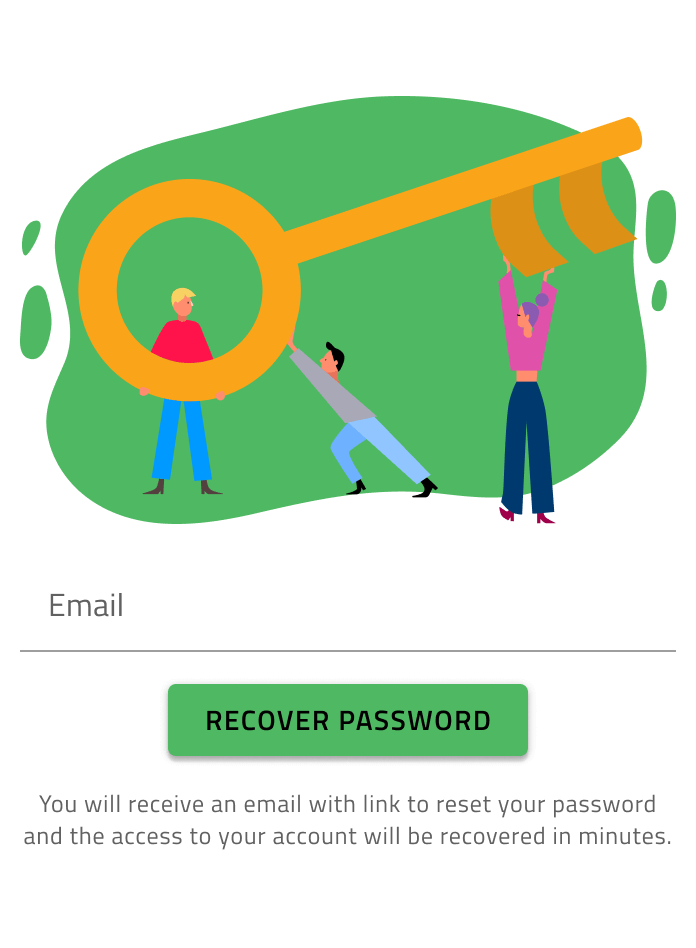 Email
RECOVER PASSWORD
You will receive an email with link to reset your password
and the access to your account will be recovered in minutes.